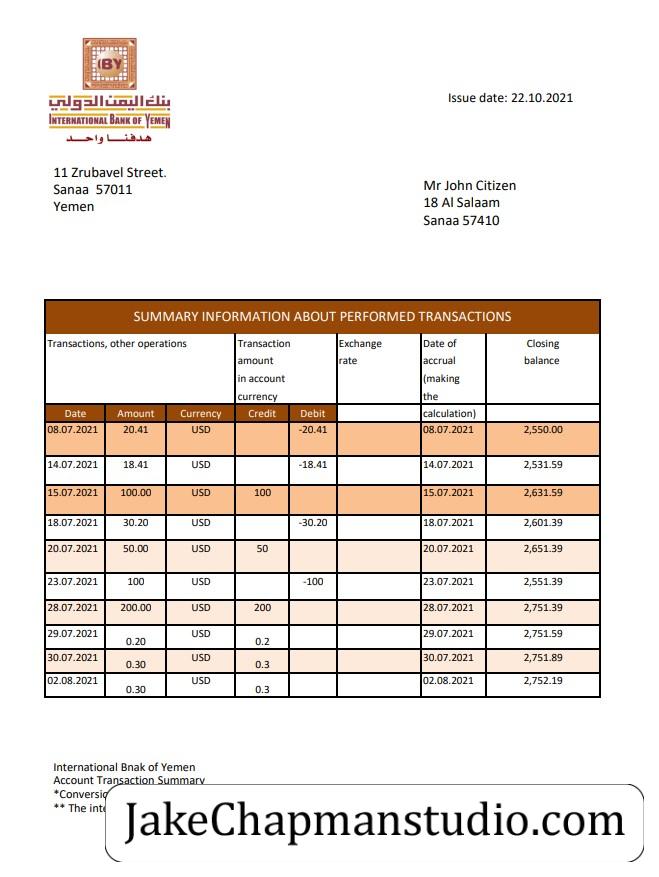 IBY
بنك اليمن الدولي
INTERNATIONAL BANK OF YEMEN
هدفنا واحد
Issue date: 22.10.2021
11 Zrubavel Street.
Sanaa 57011
Yemen
Mr John Citizen
18 Al Salaam
Sanaa 57410
SUMMARY INFORMATION ABOUT PERFORMED TRANSACTIONS
Transactions, other operations
Transaction
amount
in account
currency
Exchange
rate
Date of
accrual
(making
the
calculation)
Closing
balance
Date Amount Currency Credit Debit
08.07.2021 20.41 USD -20.41 08.07.2021 2,550.00
14.07.2021 18.41 USD -18.41 14.07.2021 2,531.59
15.07.2021 100.00 USD 100 15.07.2021 2,631.59
18.07.2021 30.20 USD -30.20 18.07.2021 2,601.39
20.07.2021 50.00 USD 50 20.07.2021 2,651.39
23.07.2021 100 USD -100 23.07.2021 2,551.39
28.07.2021 200.00 USD 200 28.07.2021 2,751.39
29.07.2021 0.20 USD 0.2 29.07.2021 2,751.59
30.07.2021 0.30 USD 0.3 30.07.2021 2,751.89
02.08.2021 0.30 USD 0.3 02.08.2021 2,752.19
International Bnak of Yemen
Account Transaction Summary
** The
JakeChapmanstudio.com